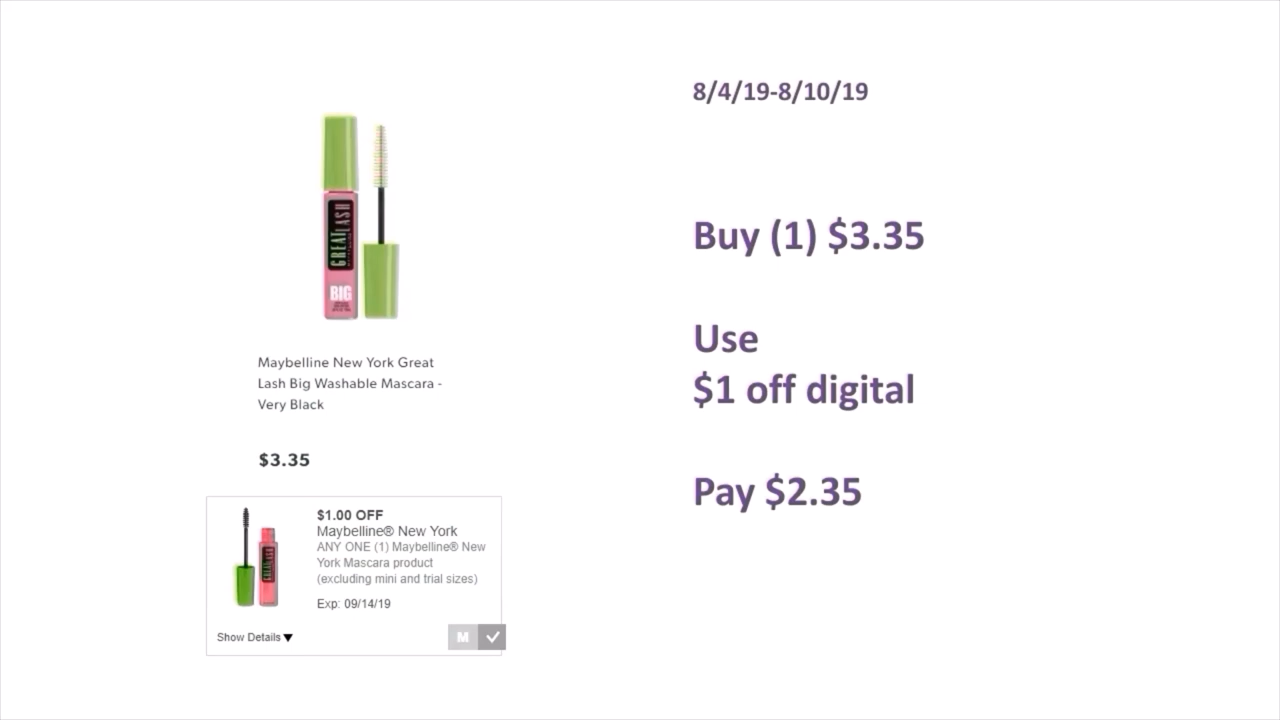 8/4/19-8/10/19
Buy (1) $3.35
Use
$1 off digital
Pay $2.35
GREAT LASH
BIG
Maybelline New York Great
Lash Big Washable Mascara -
Very Black
$3.35
$1.00 OFF
Maybelline® New York
ANY ONE (1) Maybelline® New
York Mascara product
(excluding mini and trial sizes)
Exp: 09/14/19
Show Details
M